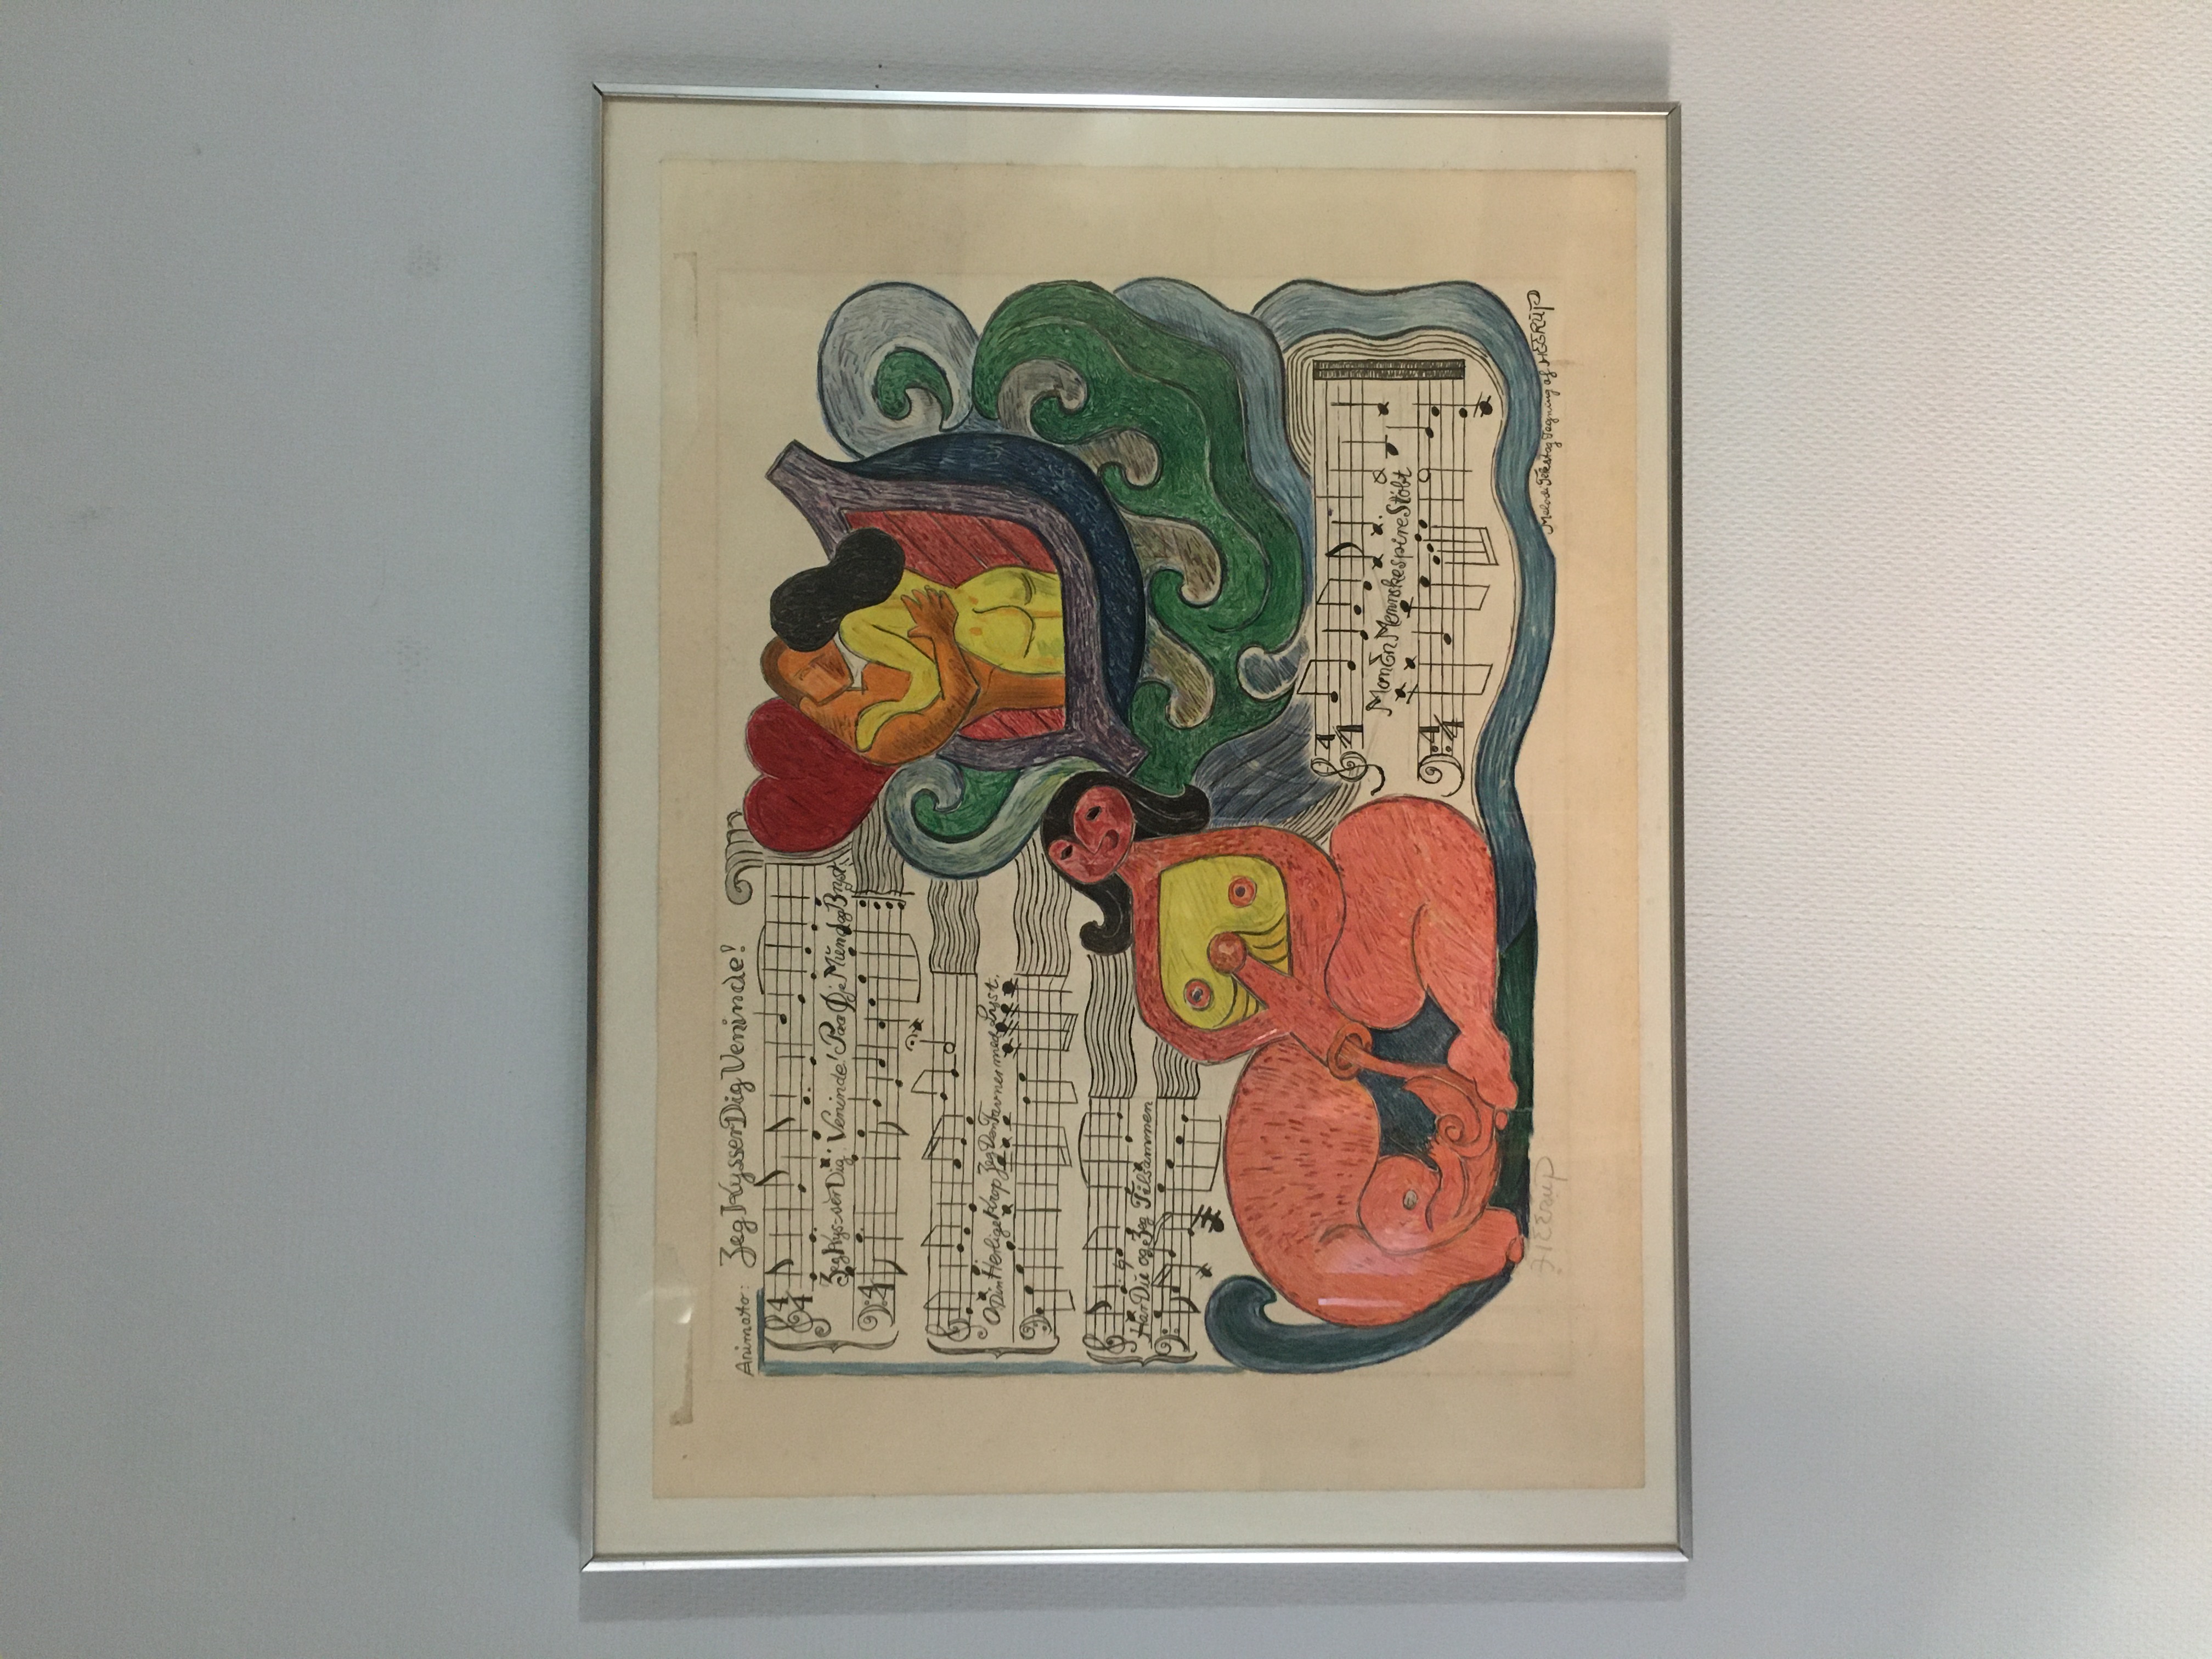 Jeg Kysser Dig Veninde!
Animato:
Jeg Kys-ser Dig Veninde! Paa Øje Mund og Bryst,
O Din Herlige Krop Jeg Den Favner med Lyst.
Har Du og Jeg Tilsammen
Mon En Menneskespire Støbt
HEERUP
Melodi Tekst og Tegning af HEERUP